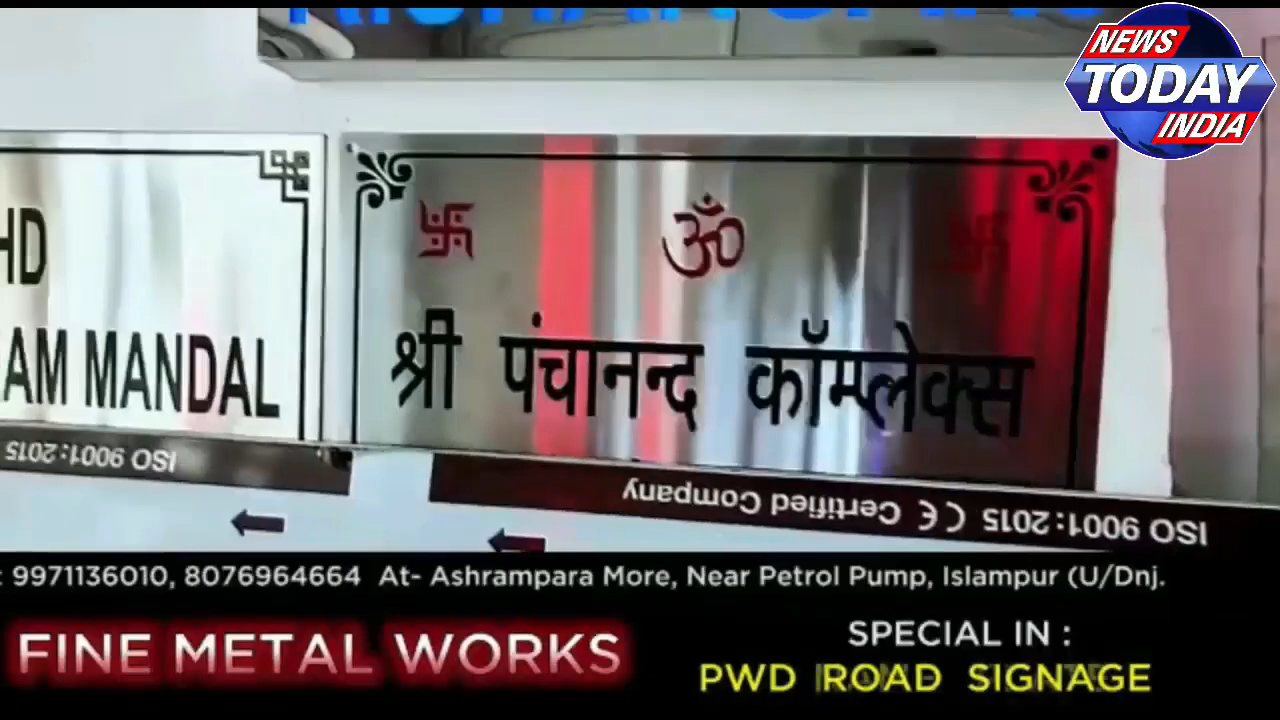 NEWS
TODAY
INDIA
HD
AM MANDAL
ॐ
श्री पंचानन्द कॉम्प्लेक्स
ISO 9001:2015
ISO 9001:2015 CE Certified Company
: 9971136010, 8076964664 At- Ashrampara More, Near Petrol Pump, Islampur (U/Dnj.
FINE METAL WORKS
SPECIAL IN :
PWD ROAD SIGNAGE